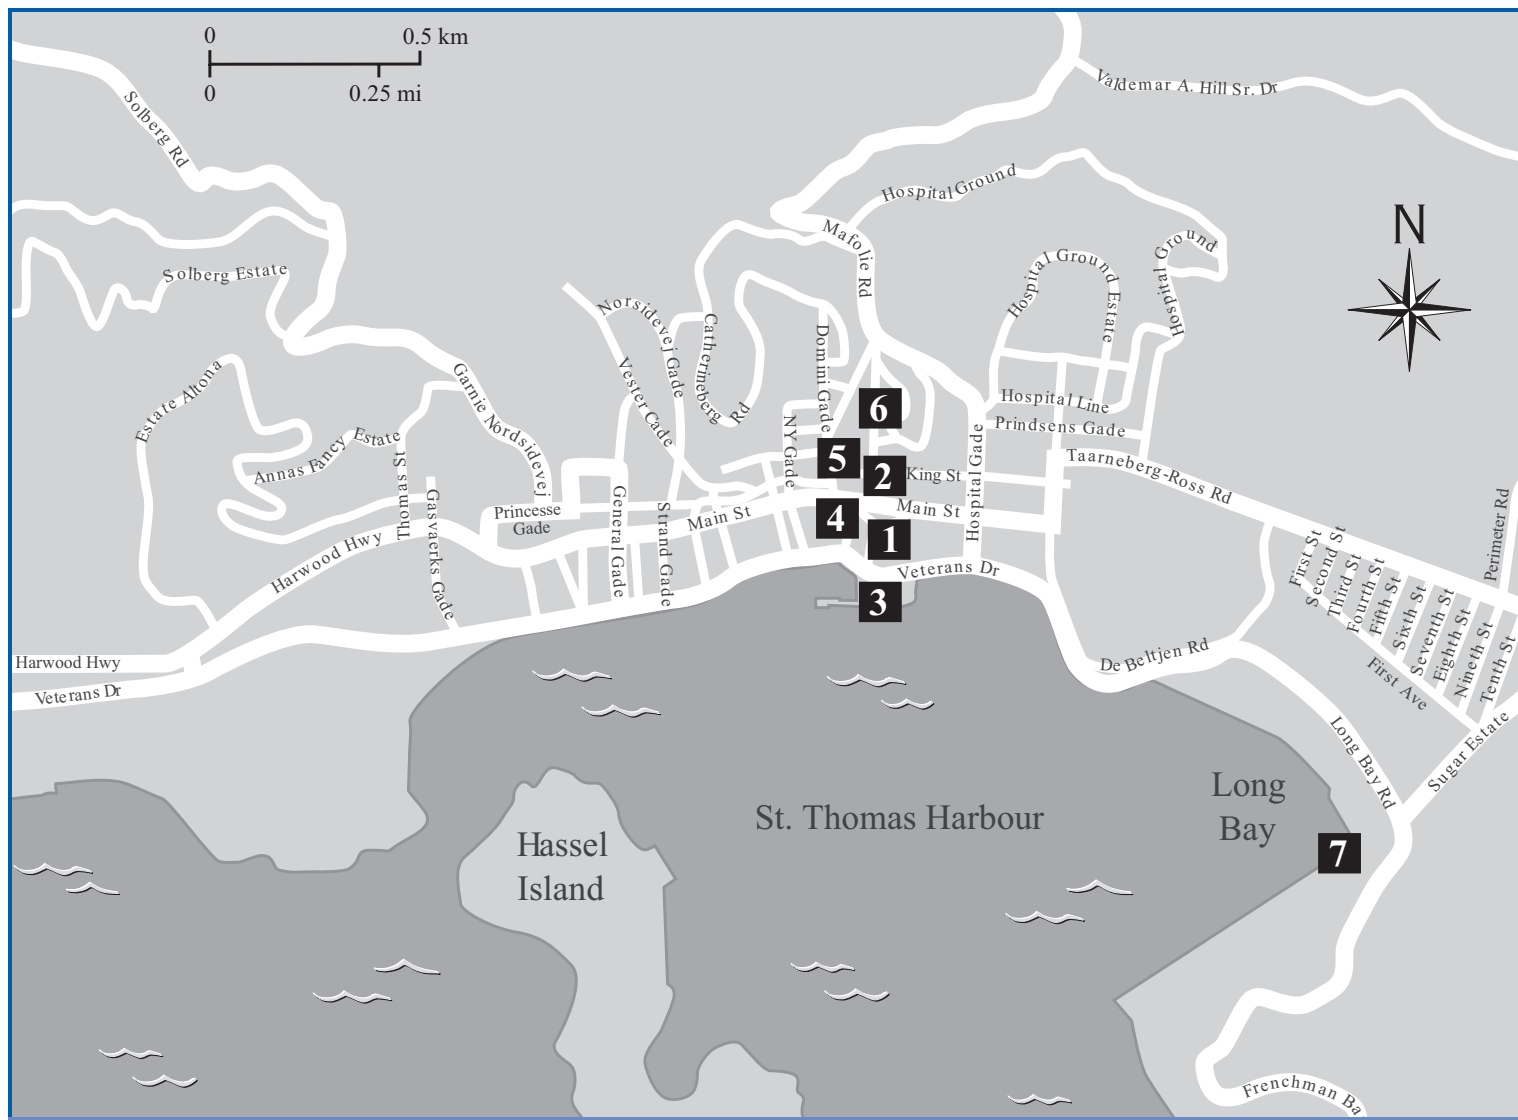 0
0.5 km
0
0.25 mi
Solberg Rd
Valdemar A. Hill Sr. Dr
Hospital Ground
N
Mafolie Rd
Hospital Ground
Hospital Ground Estate
Solberg Estate
Norsidevej Gade
Catherineberg Rd
Domini Gade
Vester Cade
Estate Altona
Garnie Nordsidevej
Hospital Line
6
NY Gade
Prindsens Gade
Annas Fancy Estate
5
2
King St
Hospital Gade
Taarneberg-Ross Rd
Thomas St
Gasvaerks Gade
Princesse
Gade
General Gade
Strand Gade
Main St
4
Main St
1
Harwood Hwy
Veterans Dr
3
Perimeter Rd
First St
Second St
Third St
Fourth St
Fifth St
Sixth St
Seventh St
Eighth St
Nineth St
Tenth St
First Ave
Harwood Hwy
Veterans Dr
De Beltjen Rd
Long Bay Rd
Sugar Estate
Long
Bay
St. Thomas Harbour
Hassel
Island
7
Frenchman Ba